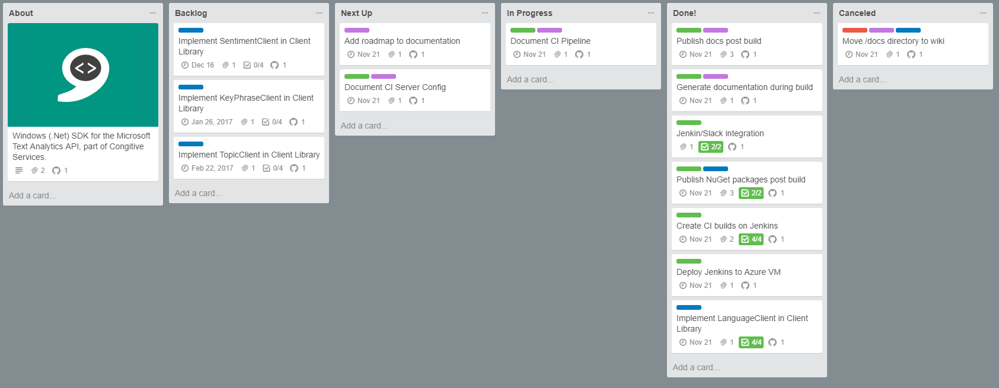 About
...
<>
Windows (.Net) SDK for the Microsoft
Text Analytics API, part of Congitive
Services.
2 1
Add a card...
Backlog
...
Implement SentimentClient in Client
Library
Dec 16 1 0/4 1
Implement KeyPhraseClient in Client
Library
Jan 26, 2017 1 0/4 1
Implement TopicClient in Client Library
Feb 22, 2017 1 0/4 1
Add a card...
Next Up
...
Add roadmap to documentation
Nov 21 1 1
Document CI Server Config
Nov 21 1 1
Add a card...
In Progress
...
Document CI Pipeline
Nov 21 1 1
Add a card...
Done!
...
Publish docs post build
Nov 21 3 1
Generate documentation during build
Nov 21 1 1
Jenkin/Slack integration
1 2/2 1
Publish NuGet packages post build
Nov 21 3 2/2 1
Create CI builds on Jenkins
Nov 21 2 4/4 1
Deploy Jenkins to Azure VM
Nov 21 1 1
Implement LanguageClient in Client
Library
Nov 21 1 4/4 1
Add a card...
Canceled
...
Move /docs directory to wiki
Nov 21 1 1
Add a card...